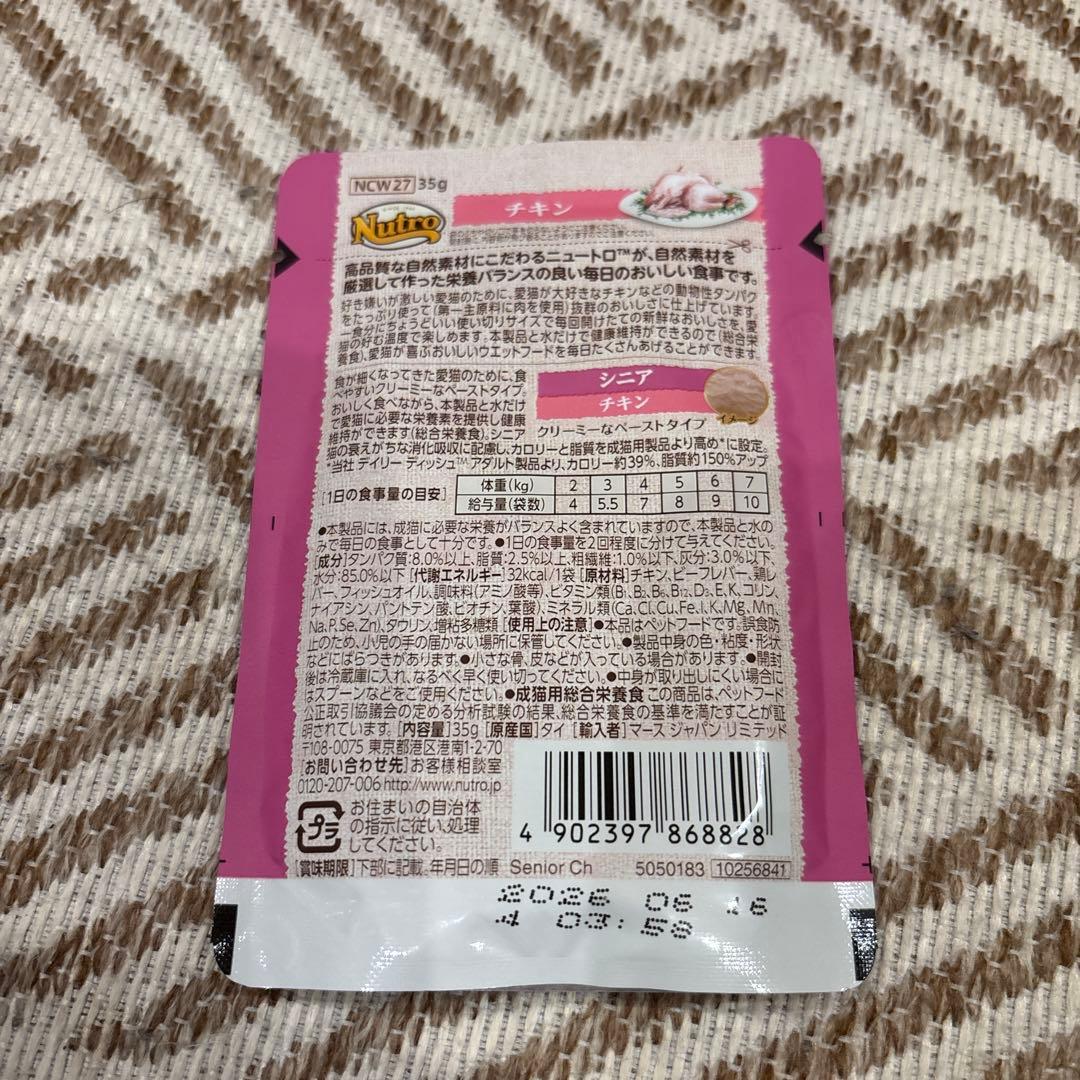 NCW27 35g
チキン
Nutro
高品質な自然素材にこだわるニュートロ™が、自然素材を
厳選して作った栄養バランスの良い毎日のおいしい食事です。
好き嫌いが激しい愛猫のために、愛猫が大好きなチキンなどの動物性タンパク
をたっぷり使って(第一主原料に肉を使用)抜群のおいしさに仕上げています。
一食分にちょうどいい使い切りサイズで毎回開けたての新鮮なおいしさを、愛
猫の好む温度で楽しめます。本製品と水だけで健康維持ができるので(総合栄
養食)、愛猫が喜ぶおいしいウエットフードを毎日たくさんあげることができます。
食が細くなってきた愛猫のために、食
べやすいクリーミーなペーストタイプ。
おいしく食べながら、本製品と水だけ
で愛猫に必要な栄養素を提供し健康
維持ができます(総合栄養食)。シニア
シニア
チキン
イメージ
クリーミーなペーストタイプ
猫の衰えがちな消化吸収に配慮し、カロリーと脂質を成猫用製品より高め*に設定。
*当社 デイリー ディッシュ™ アダルト製品より、カロリー約39%、脂質約150%アップ
[1日の食事量の目安]
体重(kg) 2 3 4 5 6 7
給与量(袋数) 4 5.5 7 8 9 10
●本製品には、成猫に必要な栄養がバランスよく含まれていますので、本製品と水の
みで毎日の食事として十分です。●1日の食事量を2回程度に分けて与えてください。
[成分]タンパク質:8.0%以上、脂質:2.5%以上、粗繊維:1.0%以下、灰分:3.0%以下、
水分:85.0%以下 [代謝エネルギー]32kcal/1袋 [原材料]チキン、ビーフレバー、鶏レ
バー、フィッシュオイル、調味料(アミノ酸等)、ビタミン類(B₁, B₂, B₆, B₁₂, D₃, E, K, コリン,
ナイアシン, パントテン酸, ビオチン, 葉酸)、ミネラル類(Ca, Cl, Cu, Fe, I, K, Mg, Mn,
Na, P, Se, Zn)、タウリン、増粘多糖類 [使用上の注意]●本品はペットフードです。誤食防
止のため、小児の手の届かない場所に保管してください。●製品中身の色・粘度・形状
などにばらつきがあります。●小さな骨、皮などが入っている場合があります。●開封
後は冷蔵庫に入れ、なるべく早く使い切ってください。●中身が取り出しにくい場合に
はスプーンなどをご使用ください。●成猫用総合栄養食 この商品は、ペットフード
公正取引協議会の定める分析試験の結果、総合栄養食の基準を満たすことが証
明されています。[内容量]35g [原産国]タイ [輸入者]マース ジャパン リミテッド
〒108-0075 東京都港区港南1-2-70
[お問い合わせ先]お客様相談室
0120-207-006 http://www.nutro.jp
プラ
お住まいの自治体
の指示に従い、処理
してください。
4 902397 868828
[賞味期限]下部に記載。年月日の順 Senior Ch 5050183 10256841
2026 06 16
4 03:58